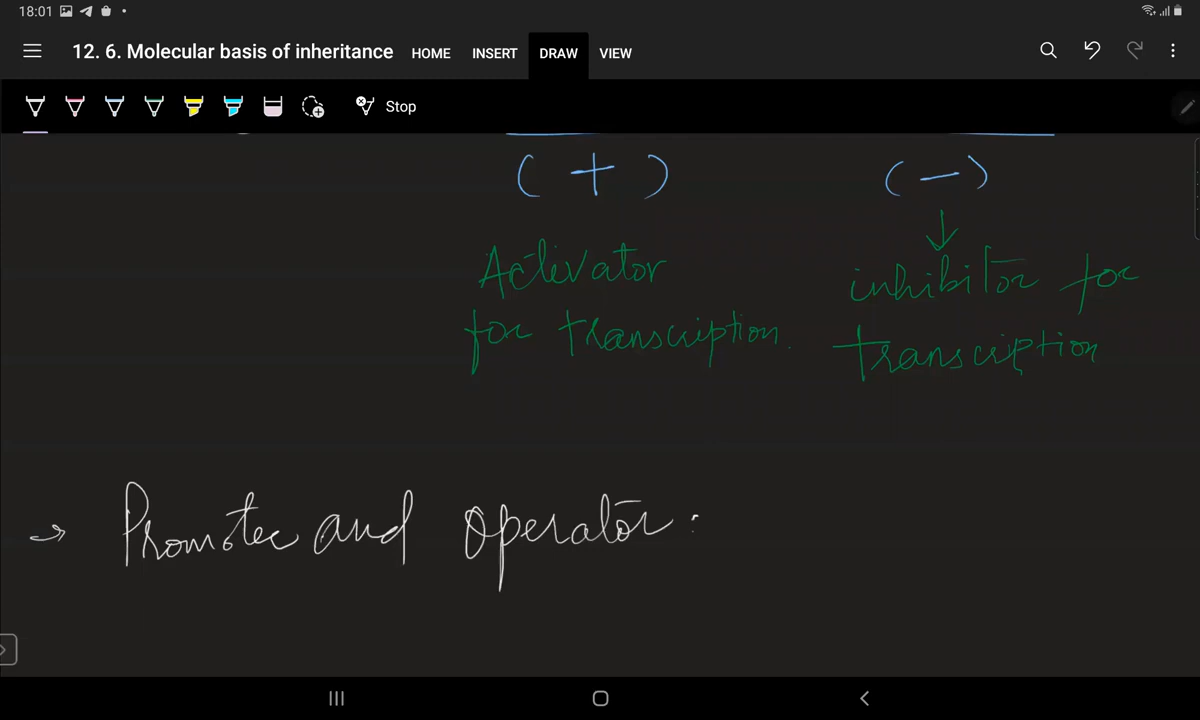 18:01
12. 6. Molecular basis of inheritance HOME INSERT DRAW VIEW
Stop
( + ) ( - )
Activator
for transcription.
inhibitor for
transcription
→ Promoter and operator: